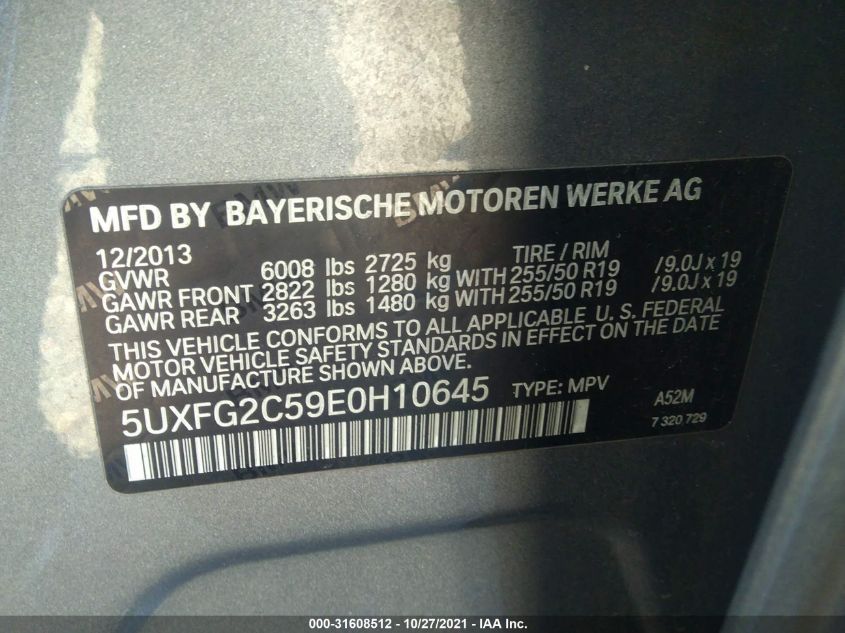 MFD BY BAYERISCHE MOTOREN WERKE AG
12/2013 TIRE / RIM
GVWR 6008 lbs 2725 kg
GAWR FRONT 2822 lbs 1280 kg WITH 255/50 R19 /9.0J x 19
GAWR REAR 3263 lbs 1480 kg WITH 255/50 R19 /9.0J x 19
THIS VEHICLE CONFORMS TO ALL APPLICABLE U. S. FEDERAL
MOTOR VEHICLE SAFETY STANDARDS IN EFFECT ON THE DATE
OF MANUFACTURE SHOWN ABOVE.
5UXFG2C59E0H10645 TYPE: MPV A52M
7 320 729
000-31608512 - 10/27/2021 - IAA Inc.